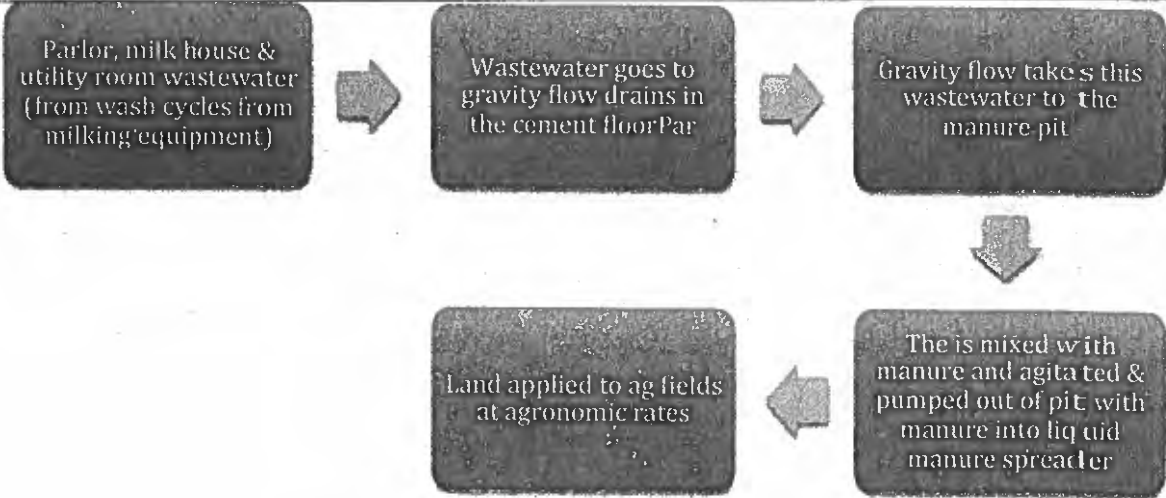 Parlor, milk house &
utility room wastewater
(from wash cycles from
milking equipment)
Wastewater goes to
gravity flow drains in
the cement floorPar
Gravity flow takes this
wastewater to the
manure pit
The is mixed with
manure and agitated &
pumped out of pit with
manure into liquid
manure spreader
Land applied to ag fields
at agronomic rates